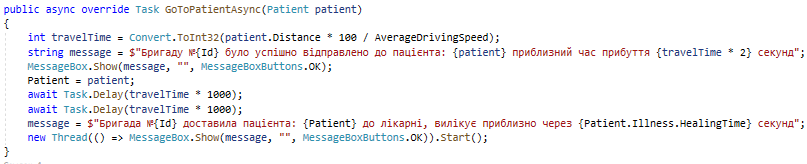 public async override Task GoToPatientAsync(Patient patient)
{
int travelTime = Convert.ToInt32(patient.Distance * 100 / AverageDrivingSpeed);
string message = $"Бригаду №{Id} було успішно відправлено до пацієнта: {patient} приблизний час прибуття {travelTime * 2} секунд";
MessageBox.Show(message, "", MessageBoxButtons.OK);
Patient = patient;
await Task.Delay(travelTime * 1000);
await Task.Delay(travelTime * 1000);
message = $"Бригада №{Id} доставила пацієнта: {Patient} до лікарні, вилікує приблизно через {Patient.Illness.HealingTime} секунд";
new Thread(() => MessageBox.Show(message, "", MessageBoxButtons.OK)).Start();
}